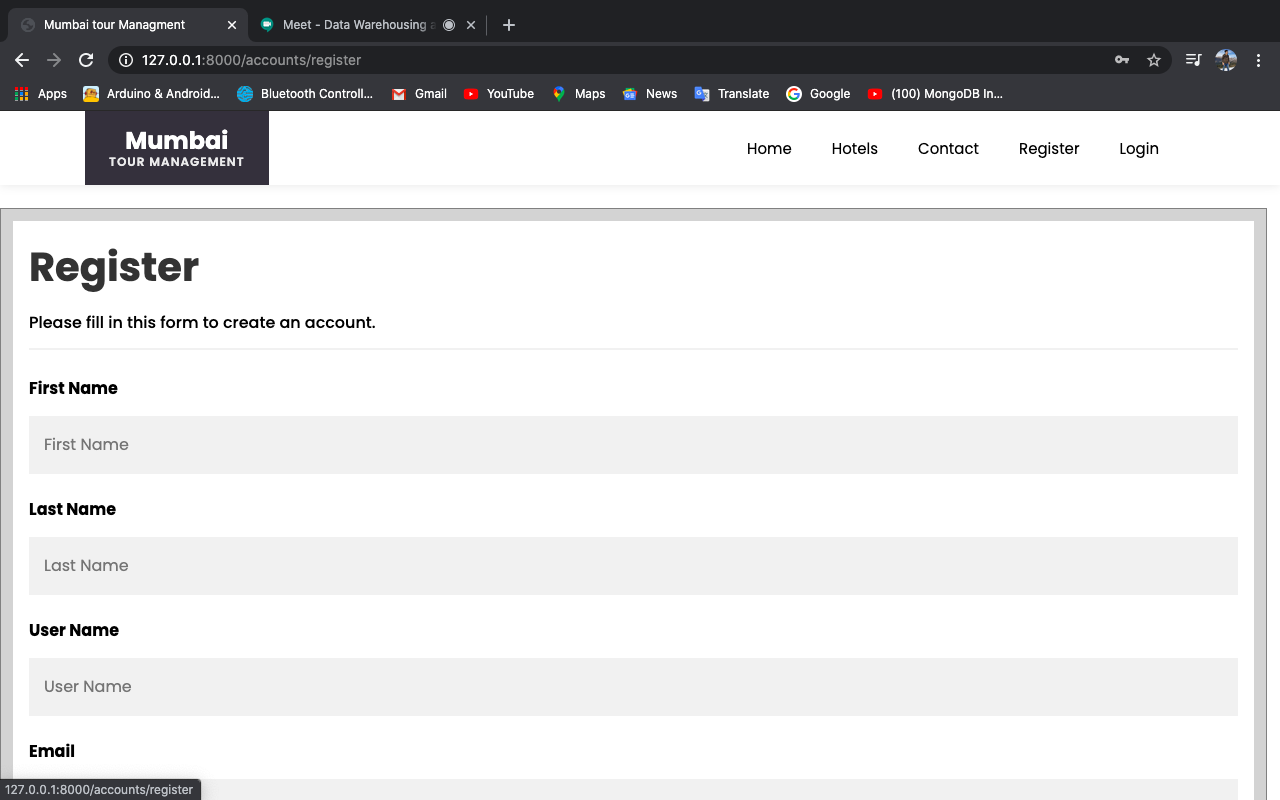 Mumbai tour Managment
Meet - Data Warehousing a
127.0.0.1:8000/accounts/register
Apps
Arduino & Android...
Bluetooth Controll...
Gmail
YouTube
Maps
News
Translate
Google
(100) MongoDB In...
Mumbai
TOUR MANAGEMENT
Home
Hotels
Contact
Register
Login
Register
Please fill in this form to create an account.
First Name
First Name
Last Name
Last Name
User Name
User Name
Email
127.0.0.1:8000/accounts/register